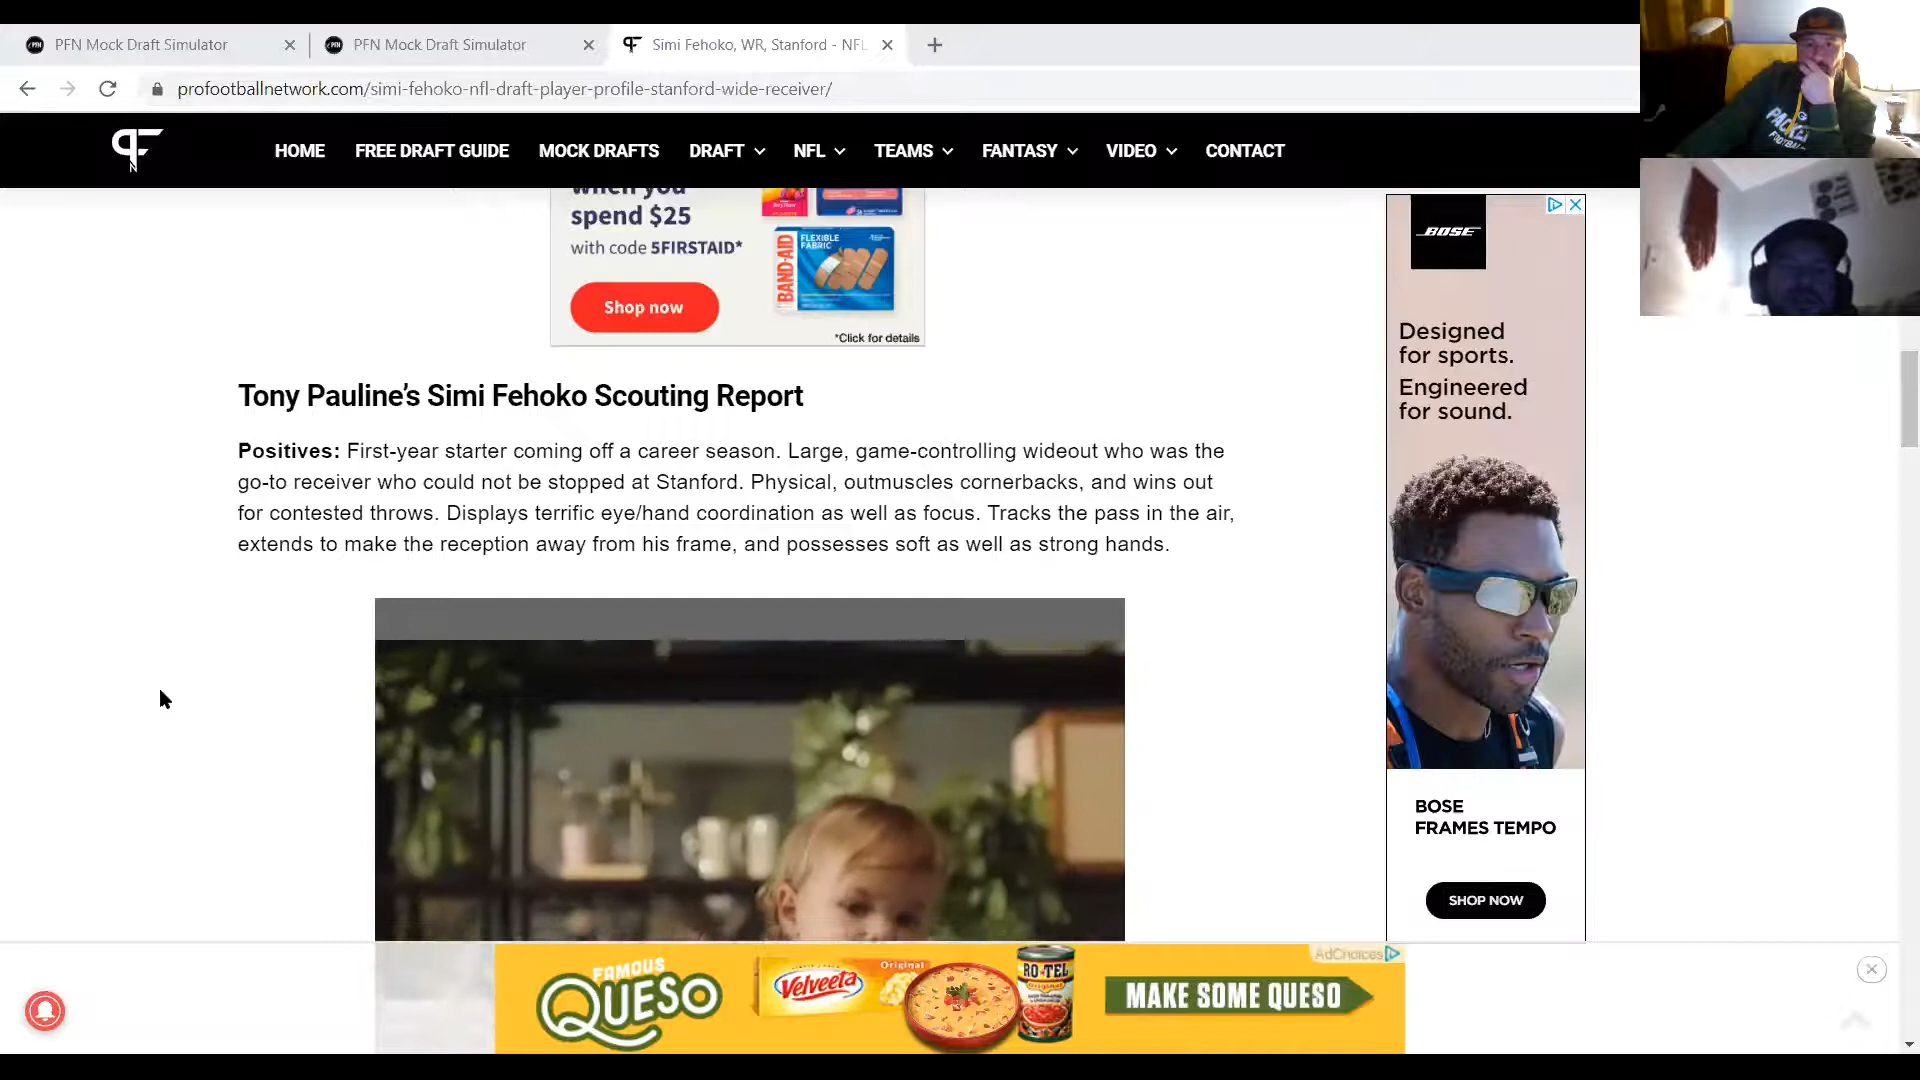 PFN Mock Draft Simulator
PFN Mock Draft Simulator
Simi Fehoko, WR, Stanford - NFL
profootballnetwork.com/simi-fehoko-nfl-draft-player-profile-stanford-wide-receiver/
HOME FREE DRAFT GUIDE MOCK DRAFTS DRAFT NFL TEAMS FANTASY VIDEO CONTACT
when you
spend $25
with code 5FIRSTAID*
Shop now
BAND-AID
FLEXIBLE
FABRIC
*Click for details
Tony Pauline’s Simi Fehoko Scouting Report
Positives: First-year starter coming off a career season. Large, game-controlling wideout who was the
go-to receiver who could not be stopped at Stanford. Physical, outmuscles cornerbacks, and wins out
for contested throws. Displays terrific eye/hand coordination as well as focus. Tracks the pass in the air,
extends to make the reception away from his frame, and possesses soft as well as strong hands.
BOSE
Designed
for sports.
Engineered
for sound.
BOSE
FRAMES TEMPO
SHOP NOW
FAMOUS
QUESO
Velveeta
Original
RO-TEL
MAKE SOME QUESO
AdChoices